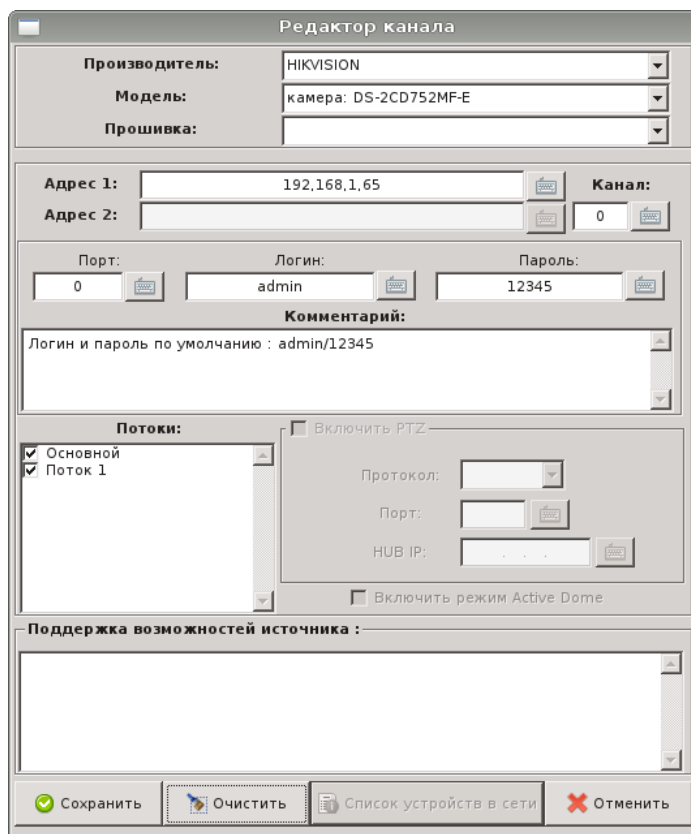 Редактор канала
Производитель: HIKVISION
Модель: камера: DS-2CD752MF-E
Прошивка:
Адрес 1: 192,168,1,65 Канал:
Адрес 2: 0
Порт: Логин: Пароль:
0 admin 12345
Комментарий:
Логин и пароль по умолчанию : admin/12345
Потоки: Включить PTZ
Основной
Поток 1
Протокол:
Порт:
HUB IP: . . .
Включить режим Active Dome
Поддержка возможностей источника :
Сохранить Очистить Список устройств в сети Отменить